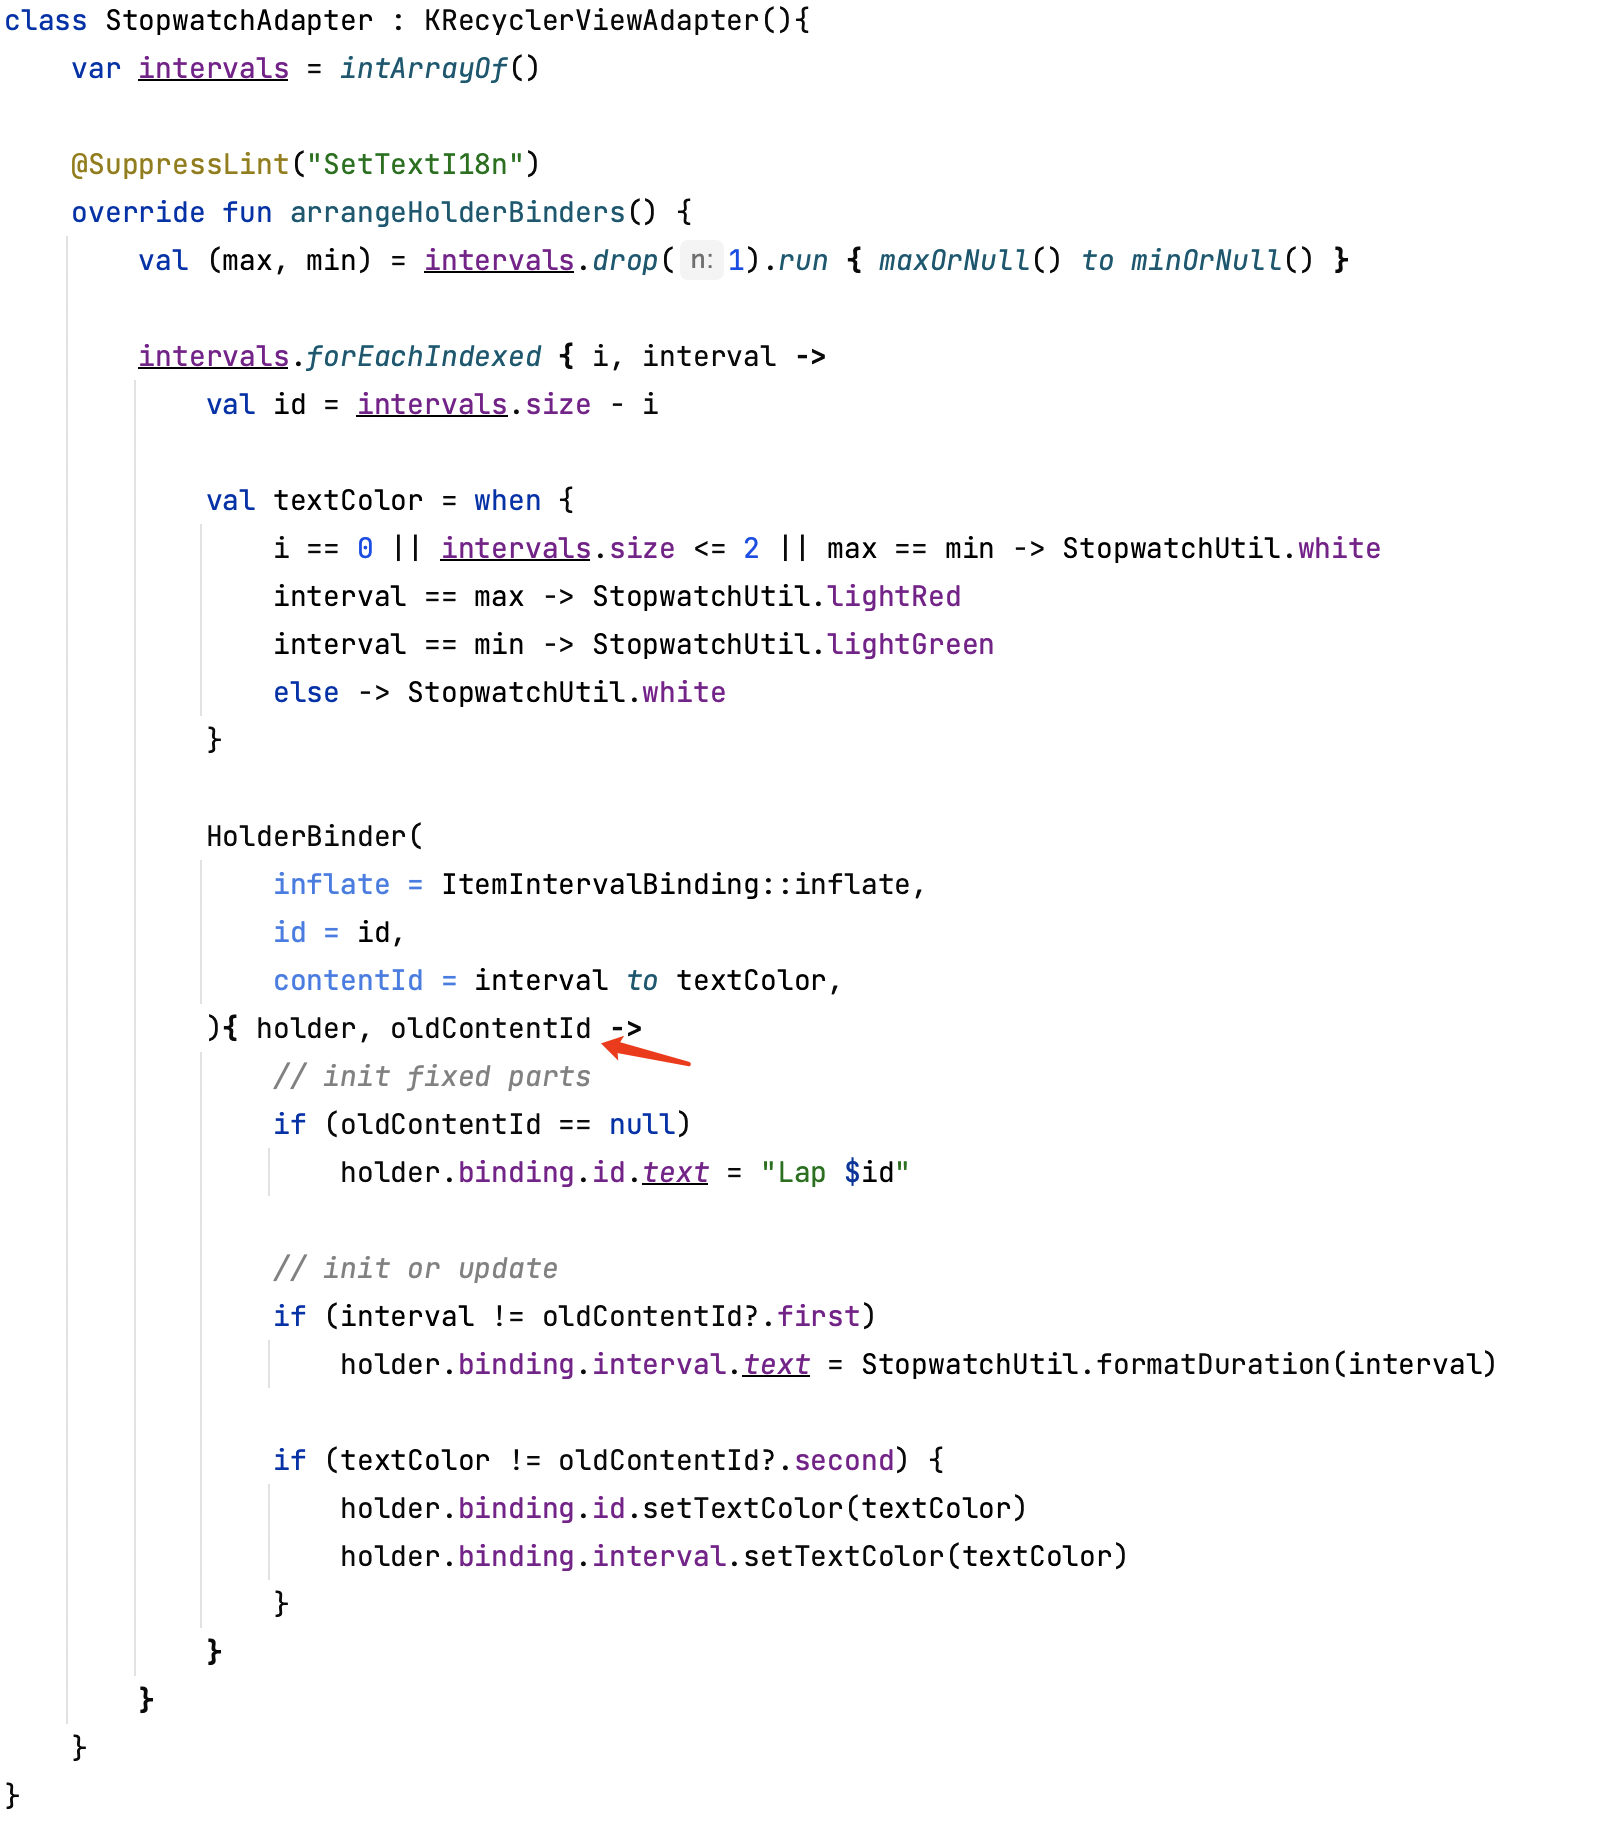 class StopwatchAdapter : KRecyclerViewAdapter(){
    var intervals = intArrayOf()

    @SuppressLint("SetTextI18n")
    override fun arrangeHolderBinders() {
        val (max, min) = intervals.drop( n: 1).run { maxOrNull() to minOrNull() }

        intervals.forEachIndexed { i, interval ->
            val id = intervals.size - i

            val textColor = when {
                i == 0 || intervals.size <= 2 || max == min -> StopwatchUtil.white
                interval == max -> StopwatchUtil.lightRed
                interval == min -> StopwatchUtil.lightGreen
                else -> StopwatchUtil.white
            }

            HolderBinder(
                inflate = ItemIntervalBinding::inflate,
                id = id,
                contentId = interval to textColor,
            ){ holder, oldContentId ->
                // init fixed parts
                if (oldContentId == null)
                    holder.binding.id.text = "Lap $id"

                // init or update
                if (interval != oldContentId?.first)
                    holder.binding.interval.text = StopwatchUtil.formatDuration(interval)

                if (textColor != oldContentId?.second) {
                    holder.binding.id.setTextColor(textColor)
                    holder.binding.interval.setTextColor(textColor)
                }
            }
        }
    }
}